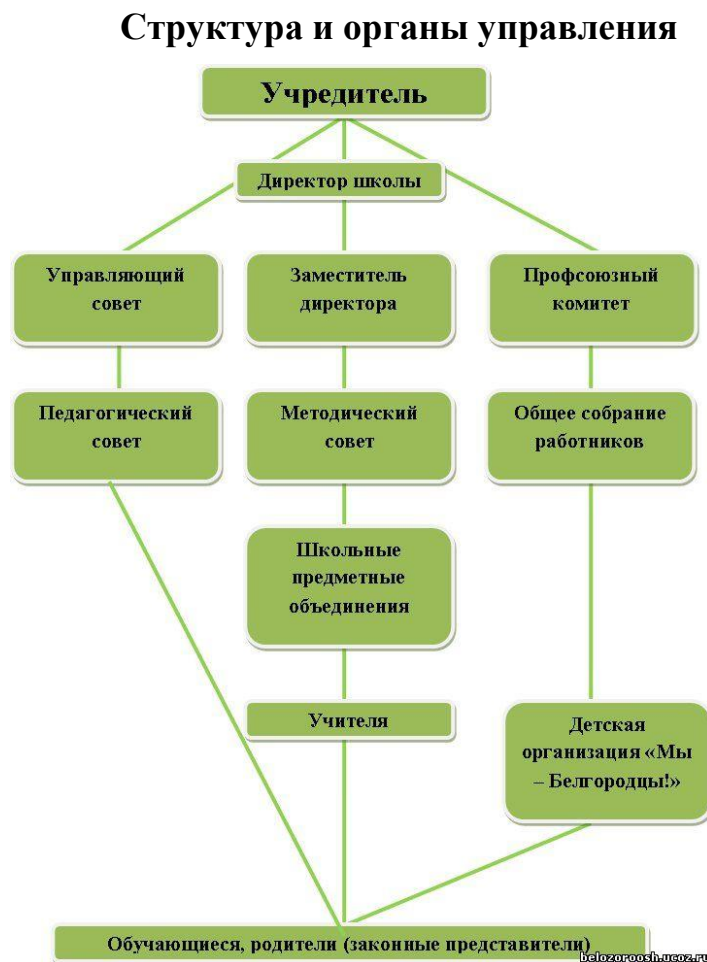 Структура и органы управления
Учредитель
Директор школы
Управляющий
совет
Заместитель
директора
Профсоюзный
комитет
Педагогический
совет
Методический
совет
Общее собрание
работников
Школьные
предметные
объединения
Учителя
Детская
организация «Мы
– Белгородцы!»
Обучающиеся, родители (законные представители)
belozoroosh.ucoz.ru